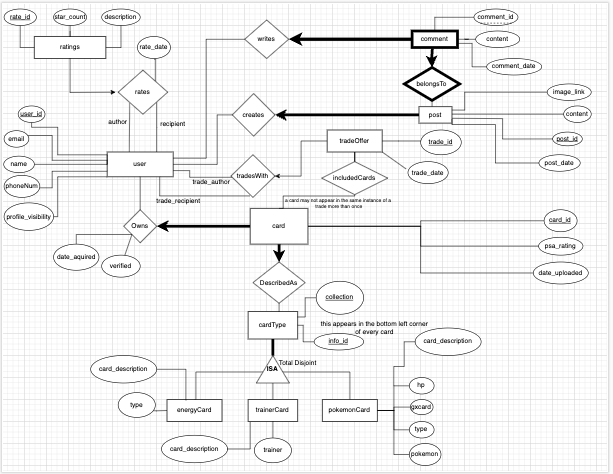 rate_id
star_count
description
comment_id
ratings
rate_date
writes
comment
content
comment_date
belongsTo
rates
image_link
author
recipient
creates
post
content
user_id
email
tradeOffer
trade_id
post_id
name
user
post_date
phoneNum
trade_author
tradesWith
includedCards
trade_date
trade_recipient
a card may not appear in the same instance of a
trade more than once
profile_visibility
Owns
card
card_id
psa_rating
date_aquired
verified
date_uploaded
DescribedAs
collection
cardType
this appears in the bottom left corner
of every card
info_id
card_description
Total Disjoint
ISA
card_description
hp
type
energyCard
trainerCard
pokemonCard
gxcard
type
card_description
trainer
pokemon